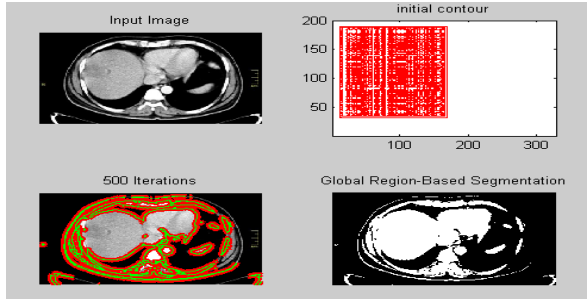 Input Image
initial contour
200
150
100
50
100
200
300
500 Iterations
Global Region-Based Segmentation